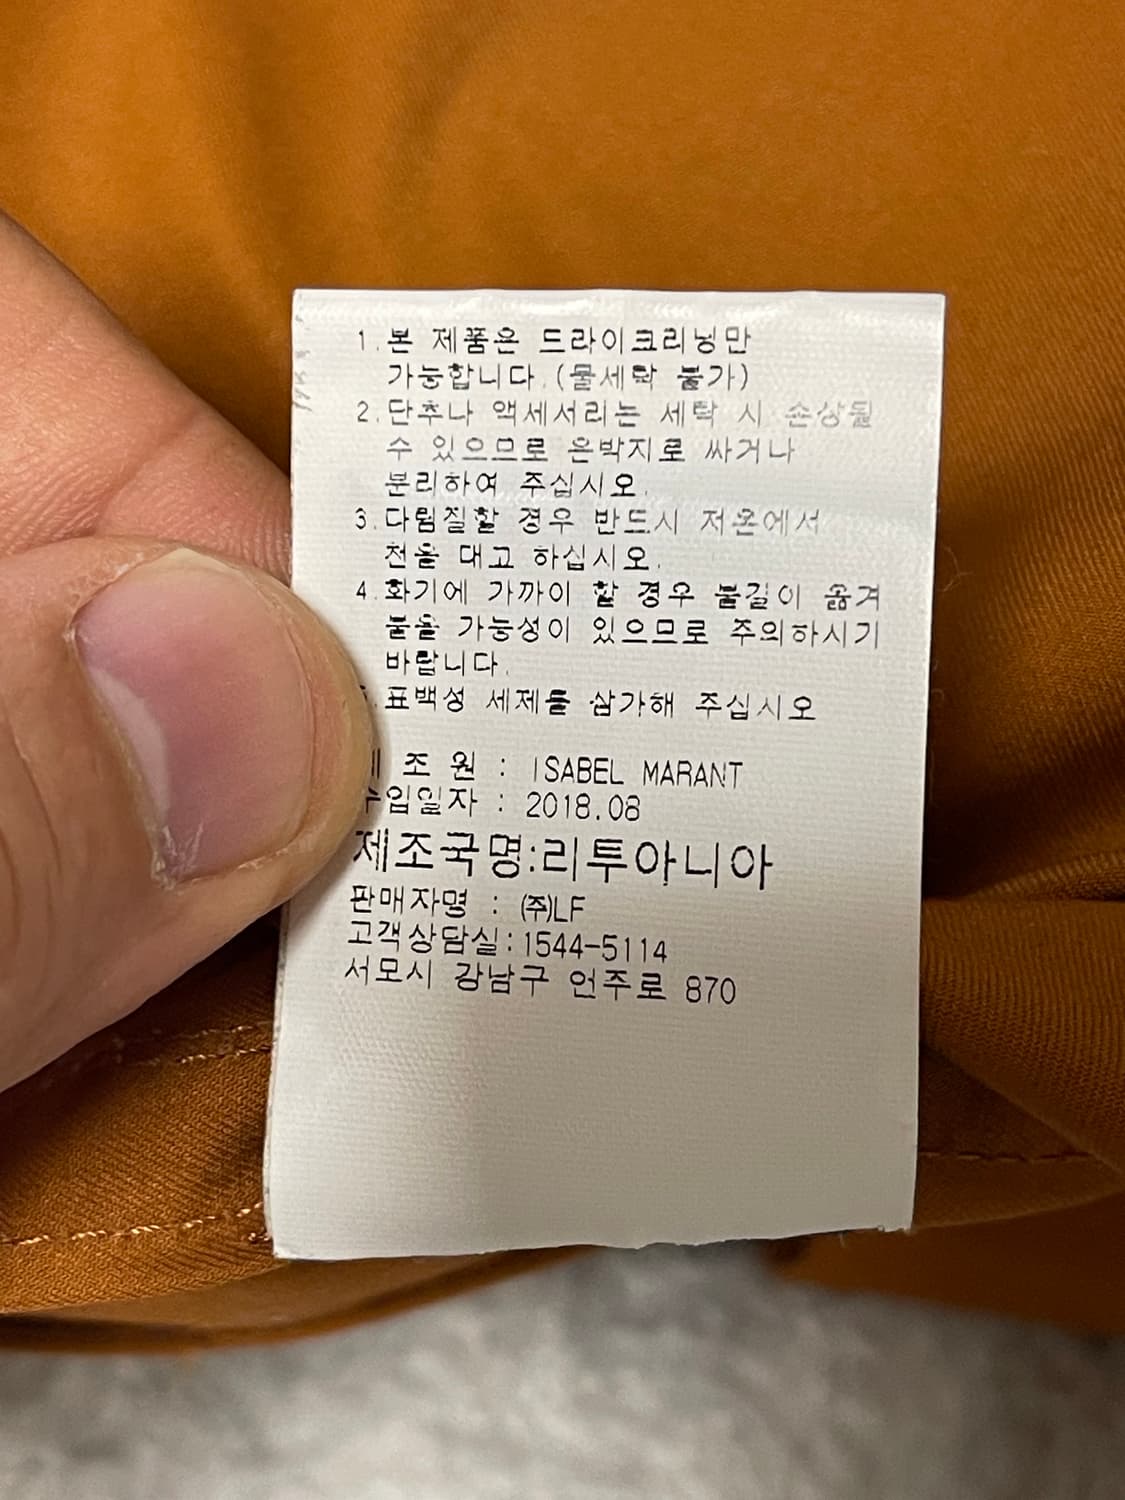 1.본 제품은 드라이크리닝만
가능합니다.(물세탁 불가)
2.단추나 액세서리는 세탁 시 손상될
수 있으므로 은박지로 싸거나
분리하여 주십시오.
3.다림질할 경우 반드시 저온에서
천을 대고 하십시오.
4.화기에 가까이 할 경우 불길이 옮겨
붙을 가능성이 있으므로 주의하시기
바랍니다.
.표백성 세제를 삼가해 주십시오
조 원 : ISABEL MARANT
수입일자 : 2018.08
제조국명:리투아니아
판매자명 : ㈜LF
고객상담실:1544-5114
서모시 강남구 언주로 870